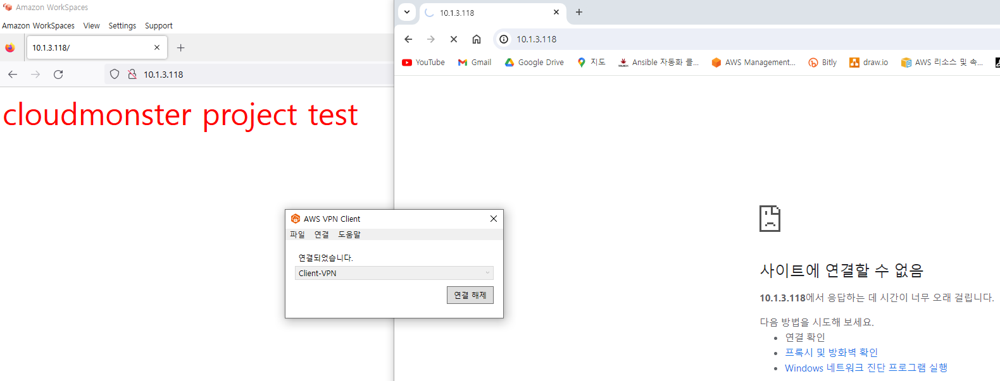 Amazon WorkSpaces
Amazon WorkSpaces View Settings Support
10.1.3.118/
10.1.3.118
cloudmonster project test
10.1.3.118
10.1.3.118
YouTube Gmail Google Drive 지도 Ansible 자동화 클... AWS Management... Bitly draw.io AWS 리소스 및 속...
사이트에 연결할 수 없음
10.1.3.118에서 응답하는 데 시간이 너무 오래 걸립니다.
다음 방법을 시도해 보세요.
• 연결 확인
• 프록시 및 방화벽 확인
• Windows 네트워크 진단 프로그램 실행
AWS VPN Client
파일 연결 도움말
연결되었습니다.
Client-VPN
연결 해제